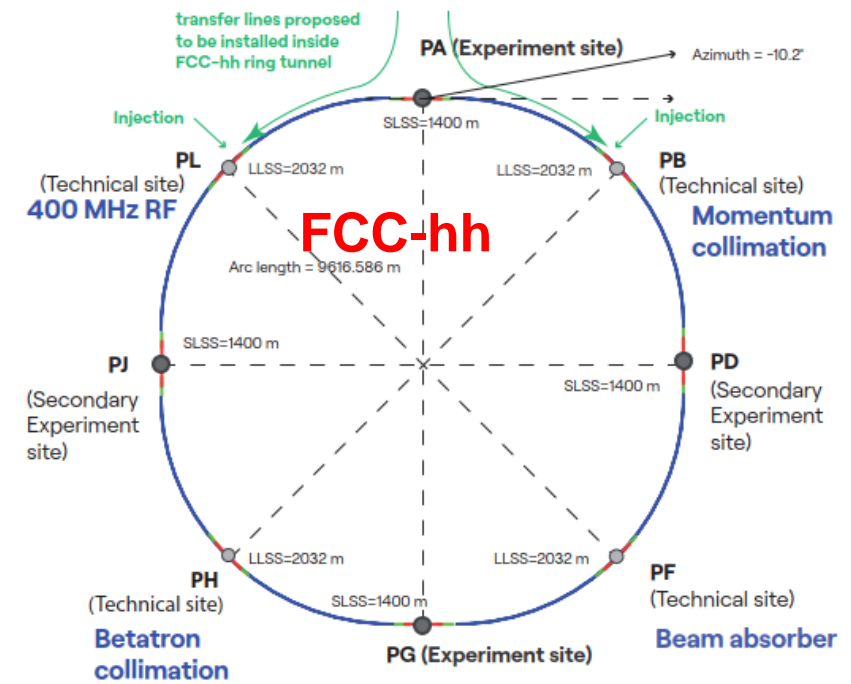 transfer lines proposed
to be installed inside
FCC-hh ring tunnel
PA (Experiment site)
Azimuth = -10.2°
SLSS=1400 m
Injection
Injection
PL
(Technical site)
400 MHz RF
LLSS=2032 m
LLSS=2032 m
PB
(Technical site)
Momentum
collimation
FCC-hh
Arc length = 9616.586 m
PJ
(Secondary
Experiment
site)
SLSS=1400 m
SLSS=1400 m
PD
(Secondary
Experiment
site)
LLSS=2032 m
LLSS=2032 m
PH
(Technical site)
Betatron
collimation
SLSS=1400 m
PG (Experiment site)
PF
(Technical site)
Beam absorber